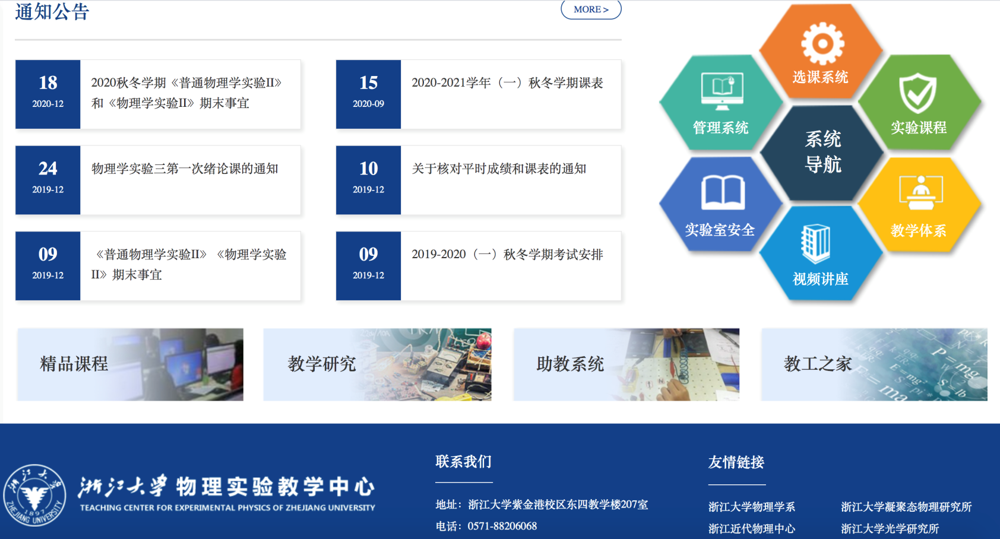 通知公告
MORE >
18
2020-12
2020秋冬学期《普通物理学实验II》
和《物理学实验II》期末事宜
15
2020-09
2020-2021学年（一）秋冬学期课表
24
2019-12
物理学实验三第一次绪论课的通知
10
2019-12
关于核对平时成绩和课表的通知
09
2019-12
《普通物理学实验II》《物理学实验
II》期末事宜
09
2019-12
2019-2020（一）秋冬学期考试安排
选课系统
管理系统
实验课程
系统
导航
实验室安全
教学体系
视频讲座
精品课程
教学研究
助教系统
教工之家
P=mg
E=mg
浙江大学
1897
ZHEJIANG UNIVERSITY
浙江大学物理实验教学中心
TEACHING CENTER FOR EXPERIMENTAL PHYSICS OF ZHEJIANG UNIVERSITY
联系我们
地址：浙江大学紫金港校区东四教学楼207室
电话：0571-88206068
友情链接
浙江大学物理学系
浙江大学凝聚态物理研究所
浙江近代物理中心
浙江大学光学研究所